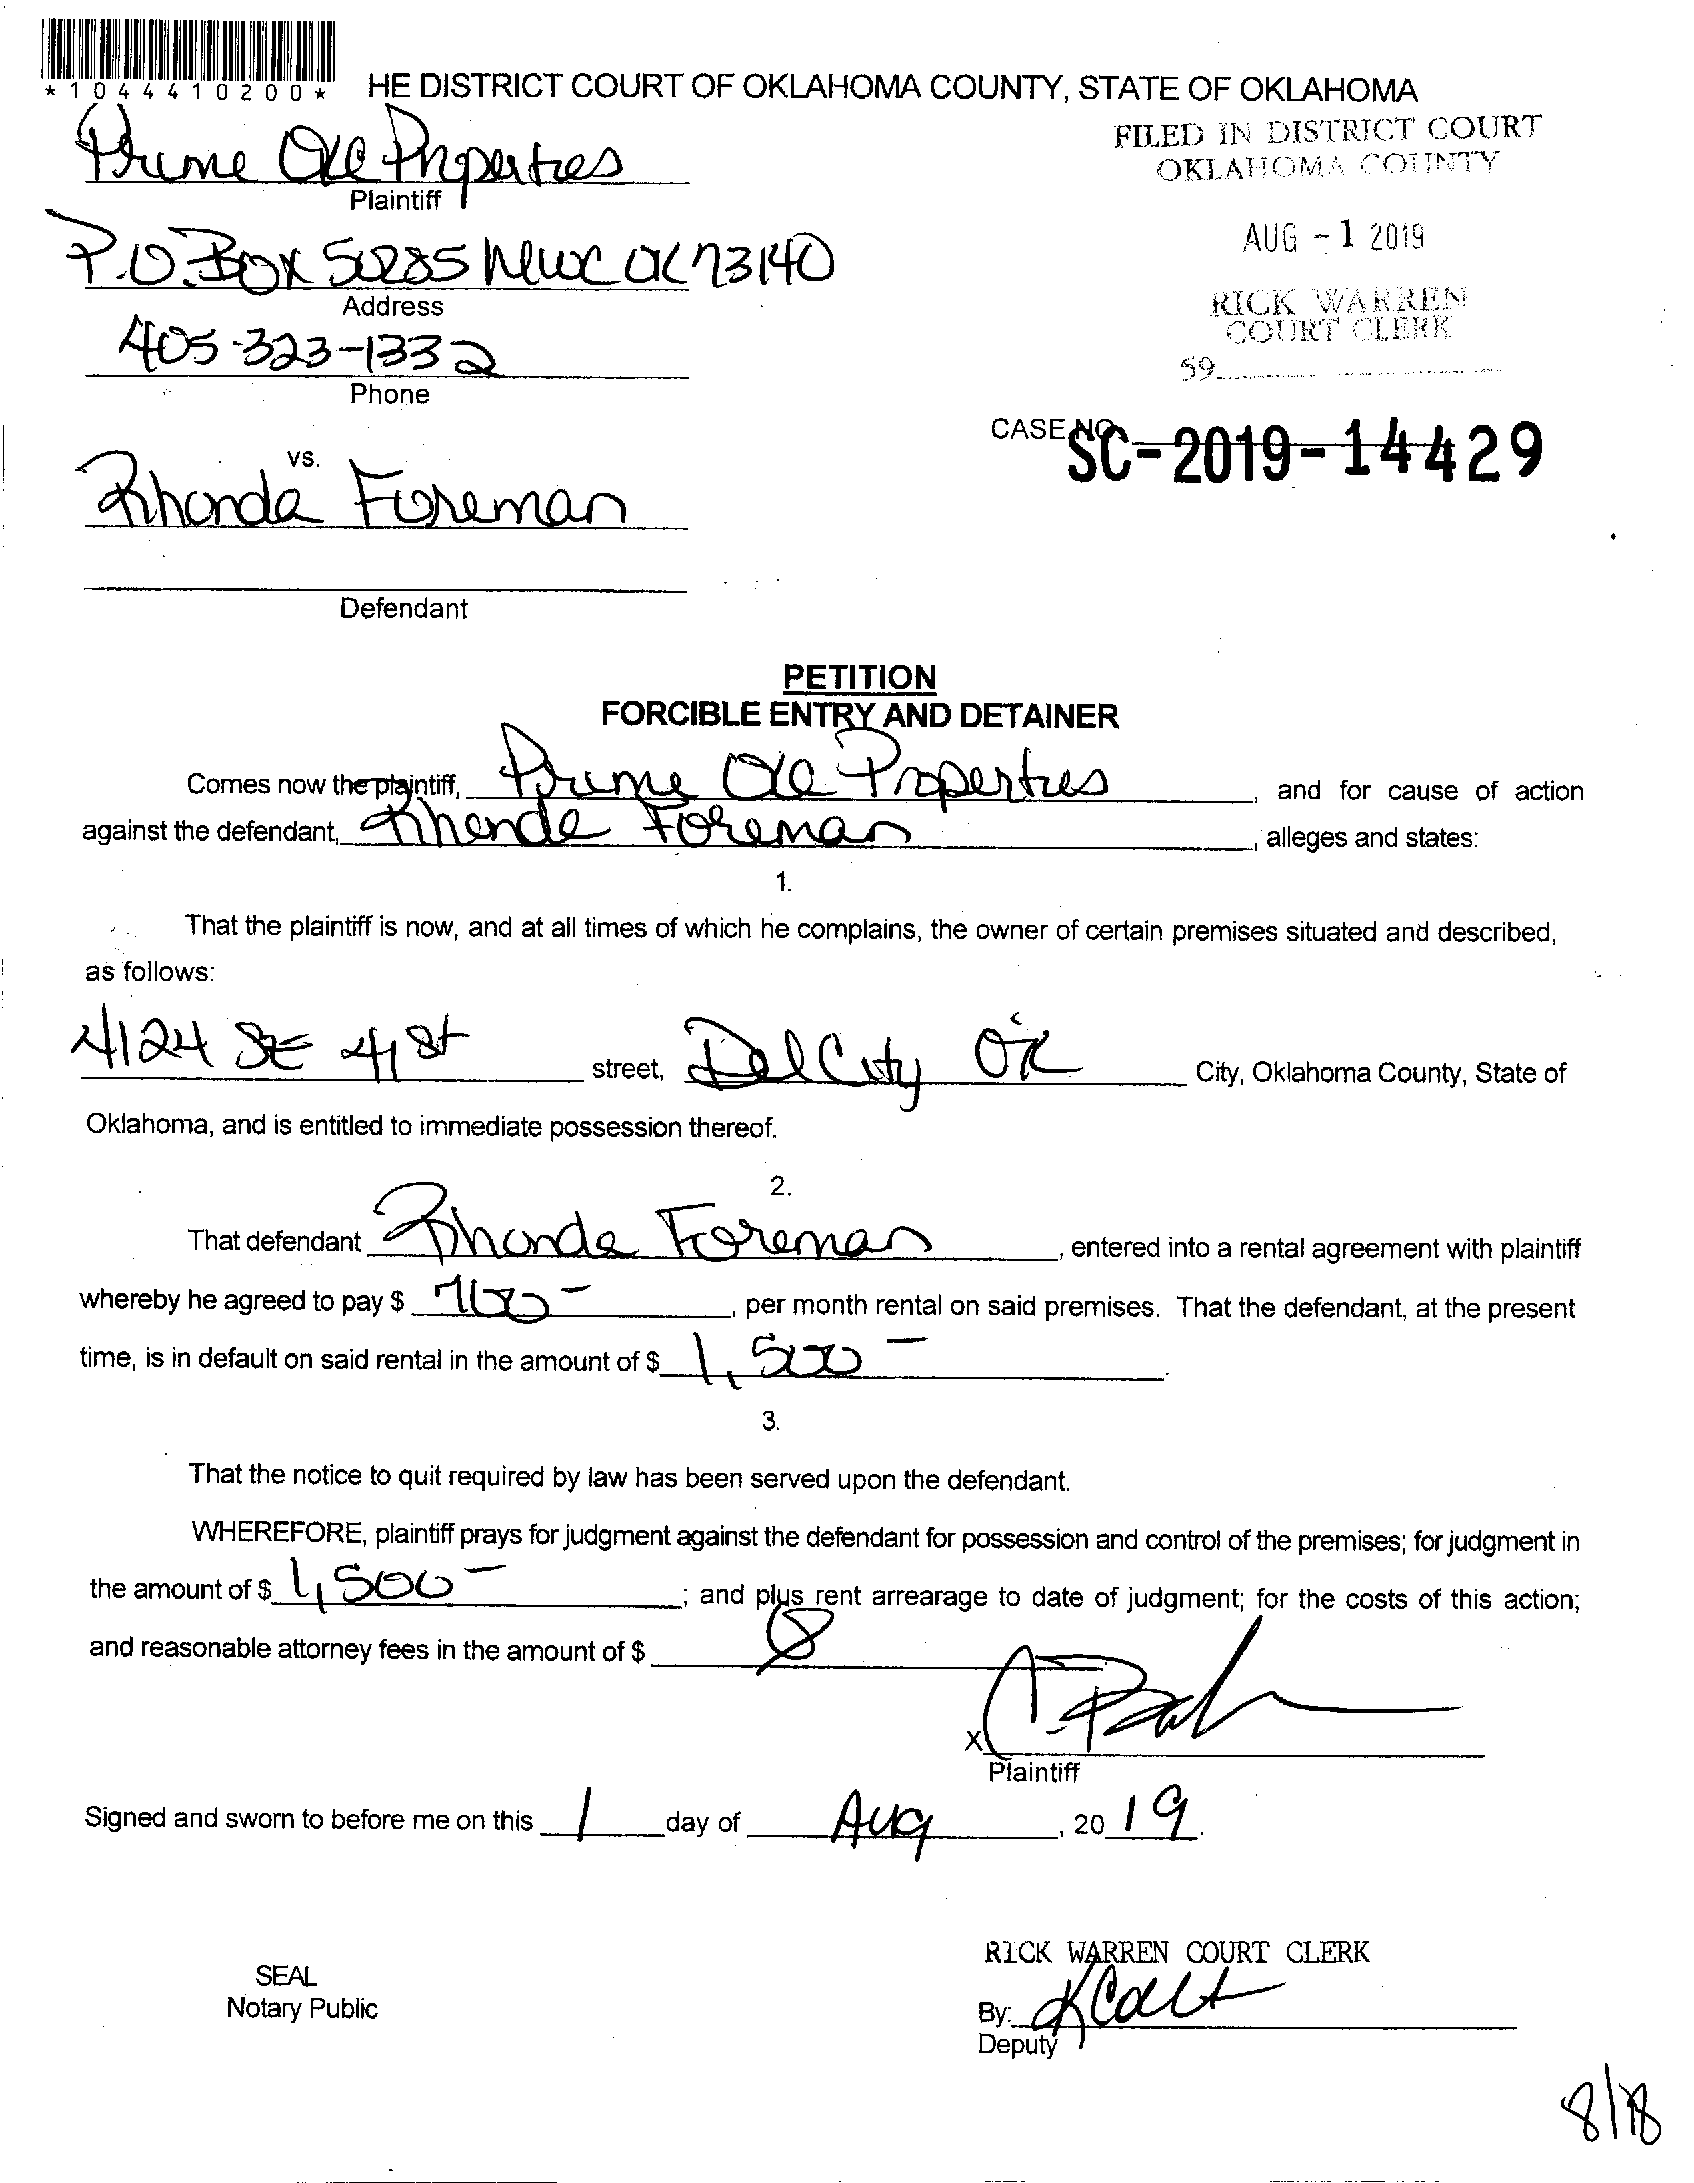 *1044410200*
HE DISTRICT COURT OF OKLAHOMA COUNTY, STATE OF OKLAHOMA
FILED IN DISTRICT COURT
OKLAHOMA COUNTY
Prime Properties
Plaintiff
AUG - 1 2019
P.O. Box MWC OK 73140
Address
RICK WARREN
COURT CLERK
405-323-1332
59
Phone
CASE NO. SC-2019-14429
vs.
Rhonda Foreman
Defendant
PETITION
FORCIBLE ENTRY AND DETAINER
Comes now the plaintiff, Prime Properties, and for cause of action
against the defendant, Rhonda Foreman, alleges and states:
1.
That the plaintiff is now, and at all times of which he complains, the owner of certain premises situated and described,
as follows:
4124 SE 41st street, Del City OK City, Oklahoma County, State of
Oklahoma, and is entitled to immediate possession thereof.
2.
That defendant Rhonda Foreman, entered into a rental agreement with plaintiff
whereby he agreed to pay $, per month rental on said premises. That the defendant, at the present
time, is in default on said rental in the amount of $ 1,500-
3.
That the notice to quit required by law has been served upon the defendant.
WHEREFORE, plaintiff prays for judgment against the defendant for possession and control of the premises; for judgment in
the amount of $ 1,500-; and plus rent arrearage to date of judgment; for the costs of this action;
and reasonable attorney fees in the amount of $
X
Plaintiff
Signed and sworn to before me on this 1 day of Aug, 20 19.
RICK WARREN COURT CLERK
SEAL
Notary Public
By:
Deputy
8/18